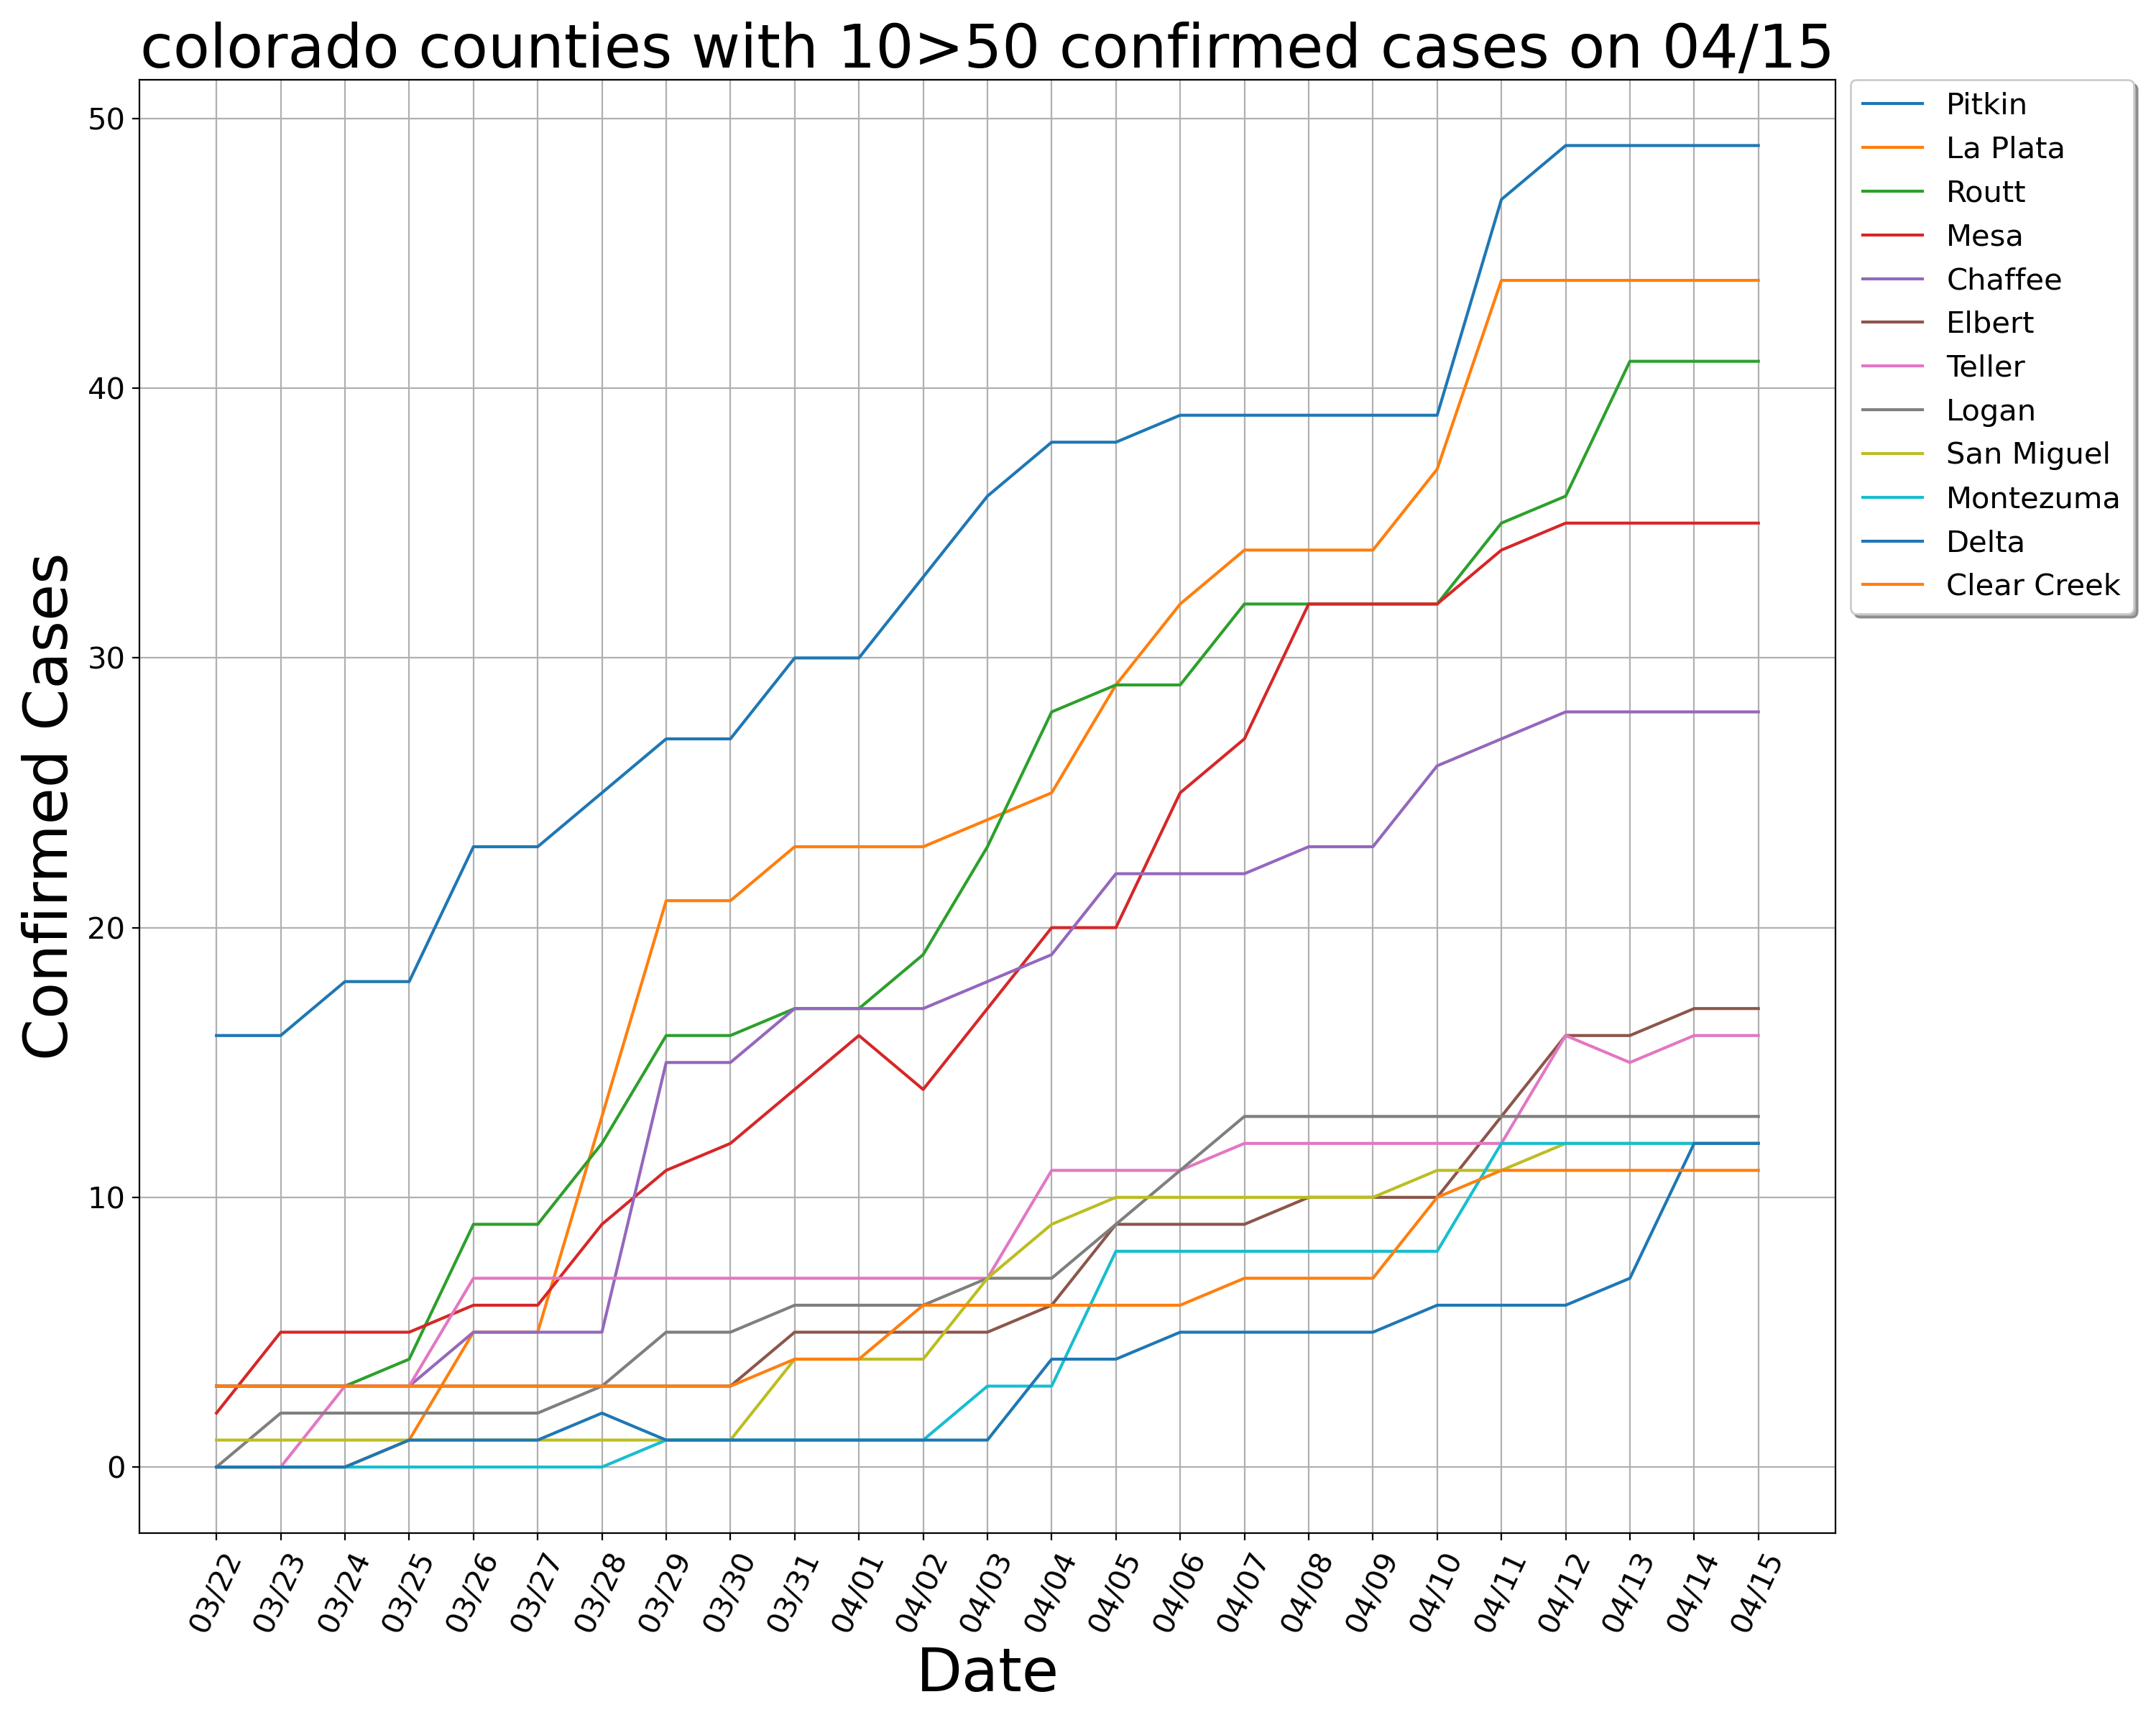 colorado counties with 10>50 confirmed cases on 04/15
Confirmed Cases
50
40
30
20
10
0
03/22
03/23
03/24
03/25
03/26
03/27
03/28
03/29
03/30
03/31
04/01
04/02
04/03
04/04
04/05
04/06
04/07
04/08
04/09
04/10
04/11
04/12
04/13
04/14
04/15
Date
Pitkin
La Plata
Routt
Mesa
Chaffee
Elbert
Teller
Logan
San Miguel
Montezuma
Delta
Clear Creek